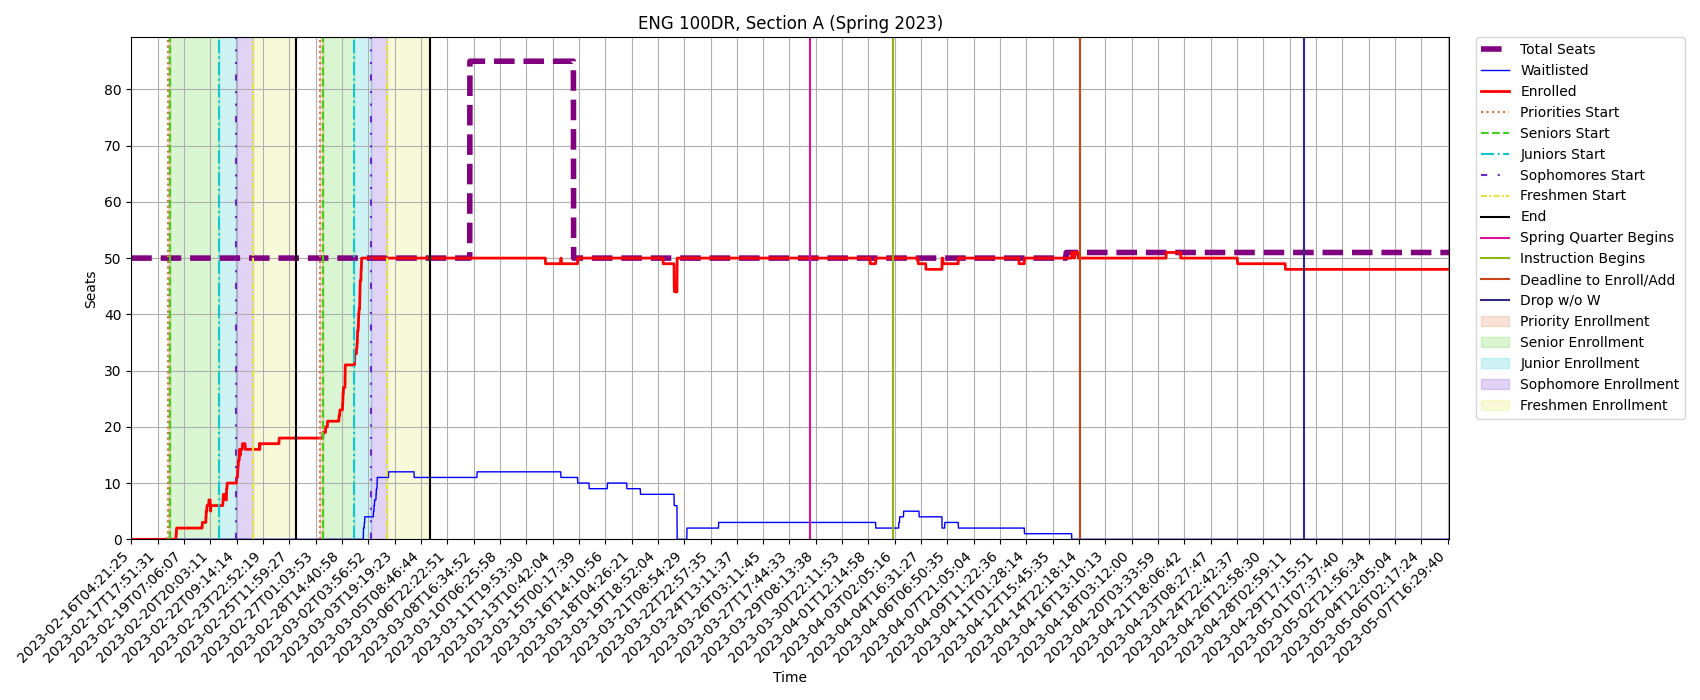 ENG 100DR, Section A (Spring 2023)
Seats
80
70
60
50
40
30
20
10
0
2023-02-16T04:21:25
2023-02-17T17:51:31
2023-02-19T07:06:07
2023-02-20T20:03:11
2023-02-22T09:14:14
2023-02-23T22:52:19
2023-02-25T11:59:27
2023-02-27T01:03:53
2023-02-28T14:40:58
2023-03-02T03:56:52
2023-03-03T19:19:23
2023-03-05T08:46:44
2023-03-06T22:22:51
2023-03-08T16:34:52
2023-03-10T06:25:58
2023-03-11T19:53:30
2023-03-13T10:42:04
2023-03-15T00:17:39
2023-03-16T14:10:56
2023-03-18T04:26:21
2023-03-19T18:52:04
2023-03-21T08:54:29
2023-03-22T22:57:35
2023-03-24T13:11:37
2023-03-26T03:11:45
2023-03-27T17:44:33
2023-03-29T08:13:38
2023-03-30T22:11:53
2023-04-01T12:14:58
2023-04-03T02:05:16
2023-04-04T16:31:27
2023-04-06T06:50:35
2023-04-07T21:05:04
2023-04-09T11:22:36
2023-04-11T01:28:14
2023-04-12T15:45:35
2023-04-14T22:18:14
2023-04-16T13:10:13
2023-04-18T03:12:00
2023-04-20T03:33:59
2023-04-21T18:06:42
2023-04-23T08:27:47
2023-04-24T22:42:37
2023-04-26T12:58:30
2023-04-28T02:59:11
2023-04-29T17:15:51
2023-05-01T07:37:40
2023-05-02T21:56:34
2023-05-04T12:05:04
2023-05-06T02:17:24
2023-05-07T16:29:40
Time
Total Seats
Waitlisted
Enrolled
Priorities Start
Seniors Start
Juniors Start
Sophomores Start
Freshmen Start
End
Spring Quarter Begins
Instruction Begins
Deadline to Enroll/Add
Drop w/o W
Priority Enrollment
Senior Enrollment
Junior Enrollment
Sophomore Enrollment
Freshmen Enrollment